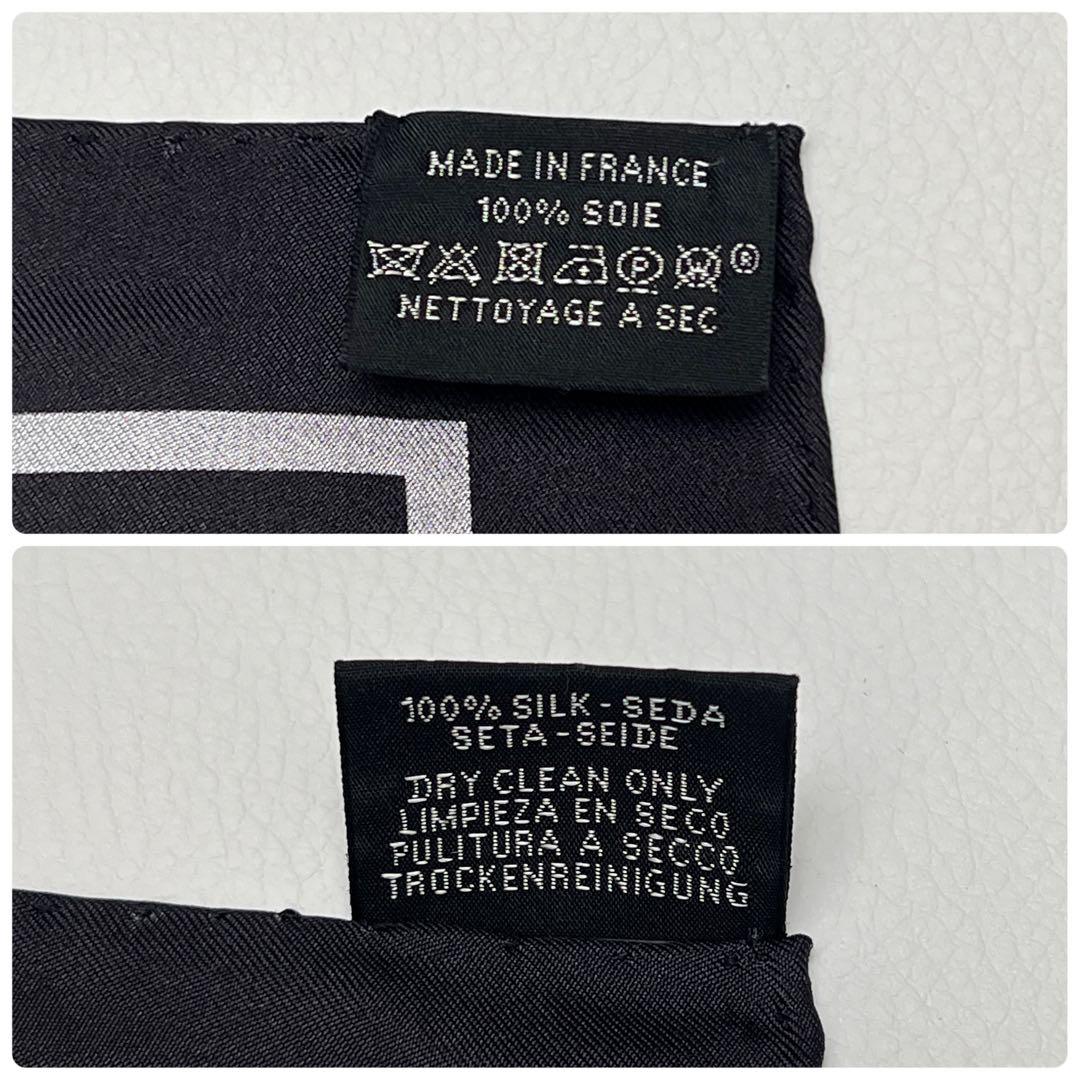 MADE IN FRANCE
100% SOIE
P W ®
NETTOYAGE A SEC
100% SILK - SEDA
SETA - SEIDE
DRY CLEAN ONLY
LIMPIEZA EN SECO
PULITURA A SECCO
TROCKENREINIGUNG